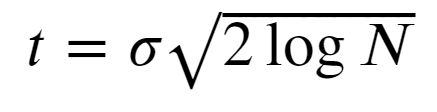 t = σ√2 log N